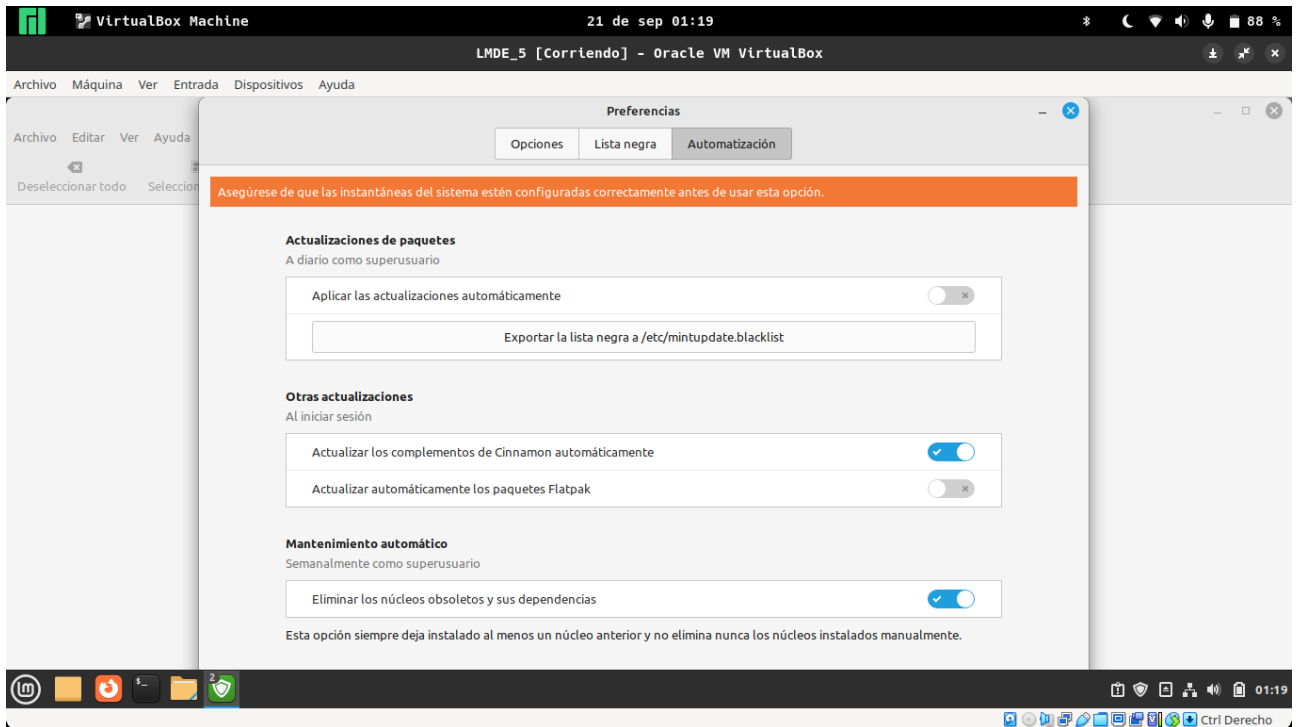 VirtualBox Machine
21 de sep 01:19
88 %
LMDE_5 [Corriendo] - Oracle VM VirtualBox
Archivo Máquina Ver Entrada Dispositivos Ayuda
Preferencias
Archivo Editar Ver Ayuda
Opciones Lista negra Automatización
Deseleccionar todo Seleccion
Asegúrese de que las instantáneas del sistema estén configuradas correctamente antes de usar esta opción.
Actualizaciones de paquetes
A diario como superusuario
Aplicar las actualizaciones automáticamente
Exportar la lista negra a /etc/mintupdate.blacklist
Otras actualizaciones
Al iniciar sesión
Actualizar los complementos de Cinnamon automáticamente
Actualizar automáticamente los paquetes Flatpak
Mantenimiento automático
Semanalmente como superusuario
Eliminar los núcleos obsoletos y sus dependencias
Esta opción siempre deja instalado al menos un núcleo anterior y no elimina nunca los núcleos instalados manualmente.
$_
2
01:19
Ctrl Derecho